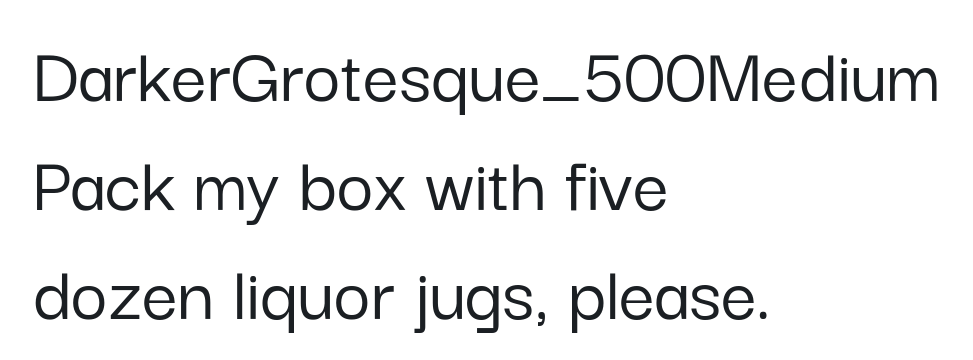 DarkerGrotesque_500Medium
Pack my box with five
dozen liquor jugs, please.